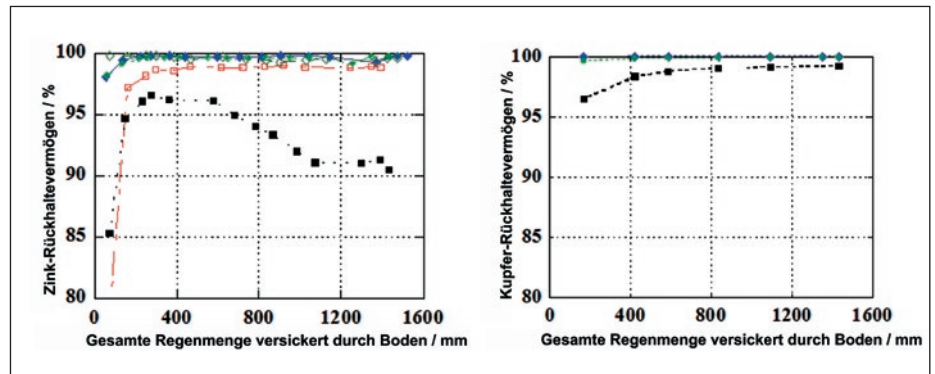 100
95
90
85
80
Zink-Rückhaltevermögen / %
0 400 800 1200 1600
Gesamte Regenmenge versickert durch Boden / mm
100
95
90
85
80
Kupfer-Rückhaltevermögen / %
0 400 800 1200 1600
Gesamte Regenmenge versickert durch Boden / mm